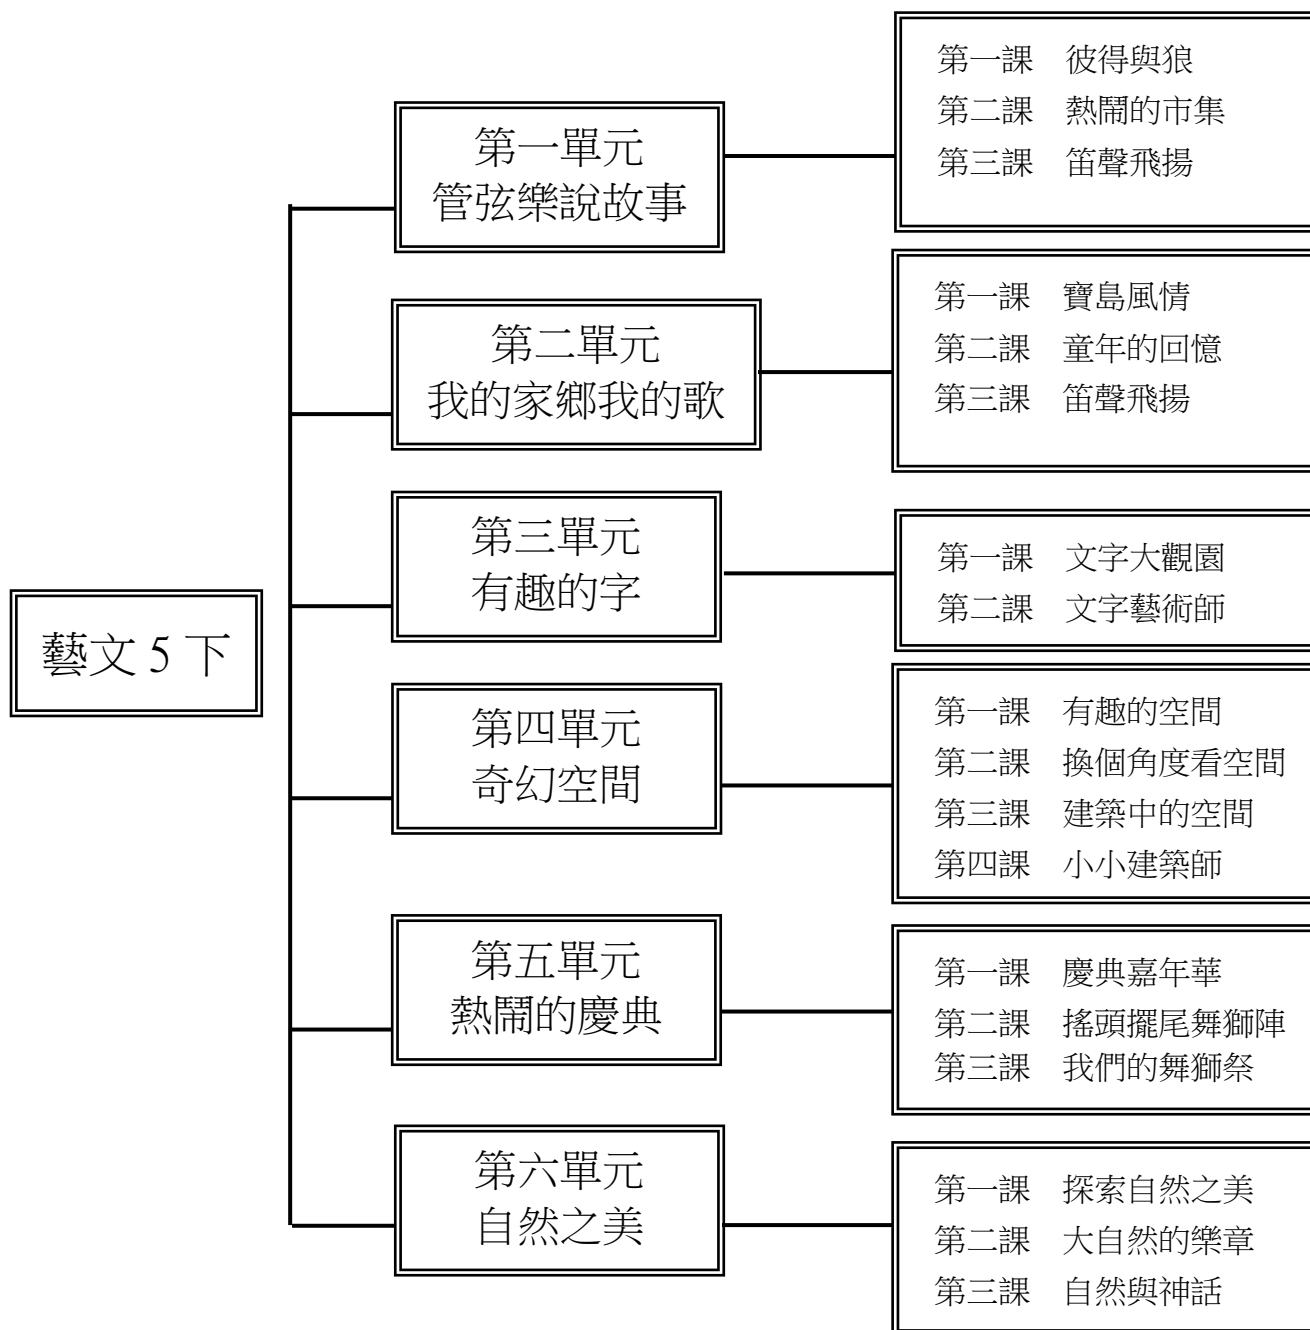 藝文 5 下
第一單元
管弦樂說故事
第一課　彼得與狼
第二課　熱鬧的市集
第三課　笛聲飛揚
第二單元
我的家鄉我的歌
第一課　寶島風情
第二課　童年的回憶
第三課　笛聲飛揚
第三單元
有趣的字
第一課　文字大觀園
第二課　文字藝術師
第四單元
奇幻空間
第一課　有趣的空間
第二課　換個角度看空間
第三課　建築中的空間
第四課　小小建築師
第五單元
熱鬧的慶典
第一課　慶典嘉年華
第二課　搖頭擺尾舞獅陣
第三課　我們的舞獅祭
第六單元
自然之美
第一課　探索自然之美
第二課　大自然的樂章
第三課　自然與神話